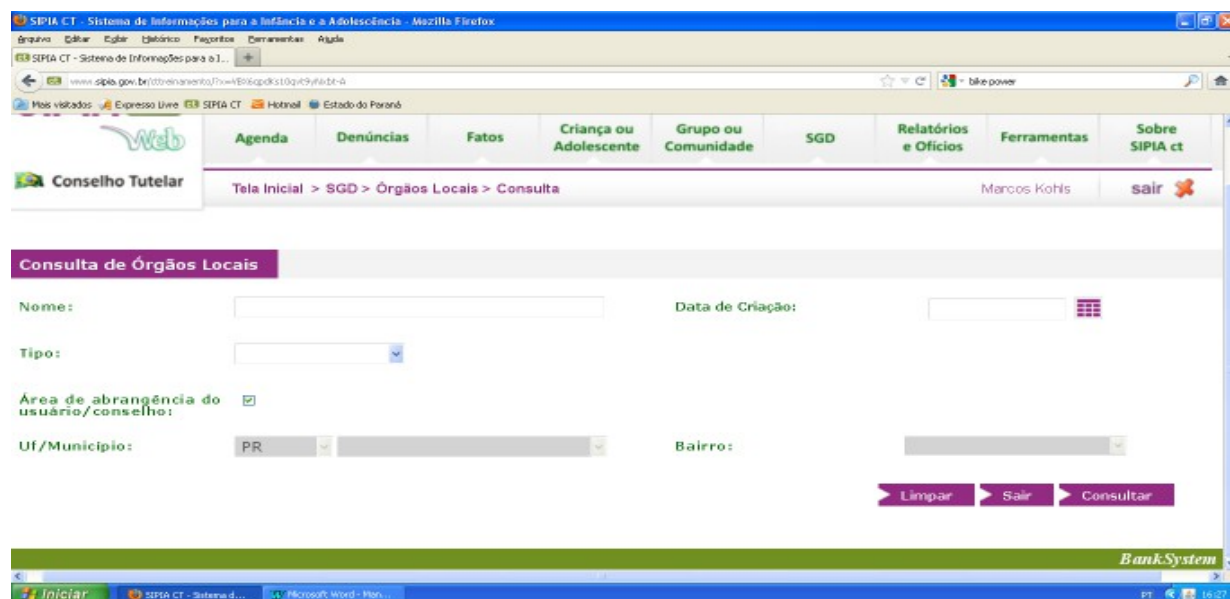 SIPIA CT - Sistema de Informações para a Infância e a Adolescência - Mozilla Firefox
Arquivo Editar Exibir Histórico Favoritos Ferramentas Ajuda
SIPIA CT - Sistema de Informações para a I... +
bike power
Mais visitados Expresso Livre SIPIA CT Hotmail Estado do Paraná
Web
Agenda Denúncias Fatos Criança ou Adolescente Grupo ou Comunidade SGD Relatórios e Ofícios Ferramentas Sobre SIPIA ct
Conselho Tutelar
Tela Inicial > SGD > Órgãos Locais > Consulta Marcos Kohls sair
Consulta de Órgãos Locais
Nome: Data de Criação:
Tipo:
Área de abrangência do
usuário/conselho:
Uf/Município: PR Bairro:
Limpar Sair Consultar
BankSystem
Iniciar SIPIA CT - Sistema d... Microsoft Word - Man... PT 16:27